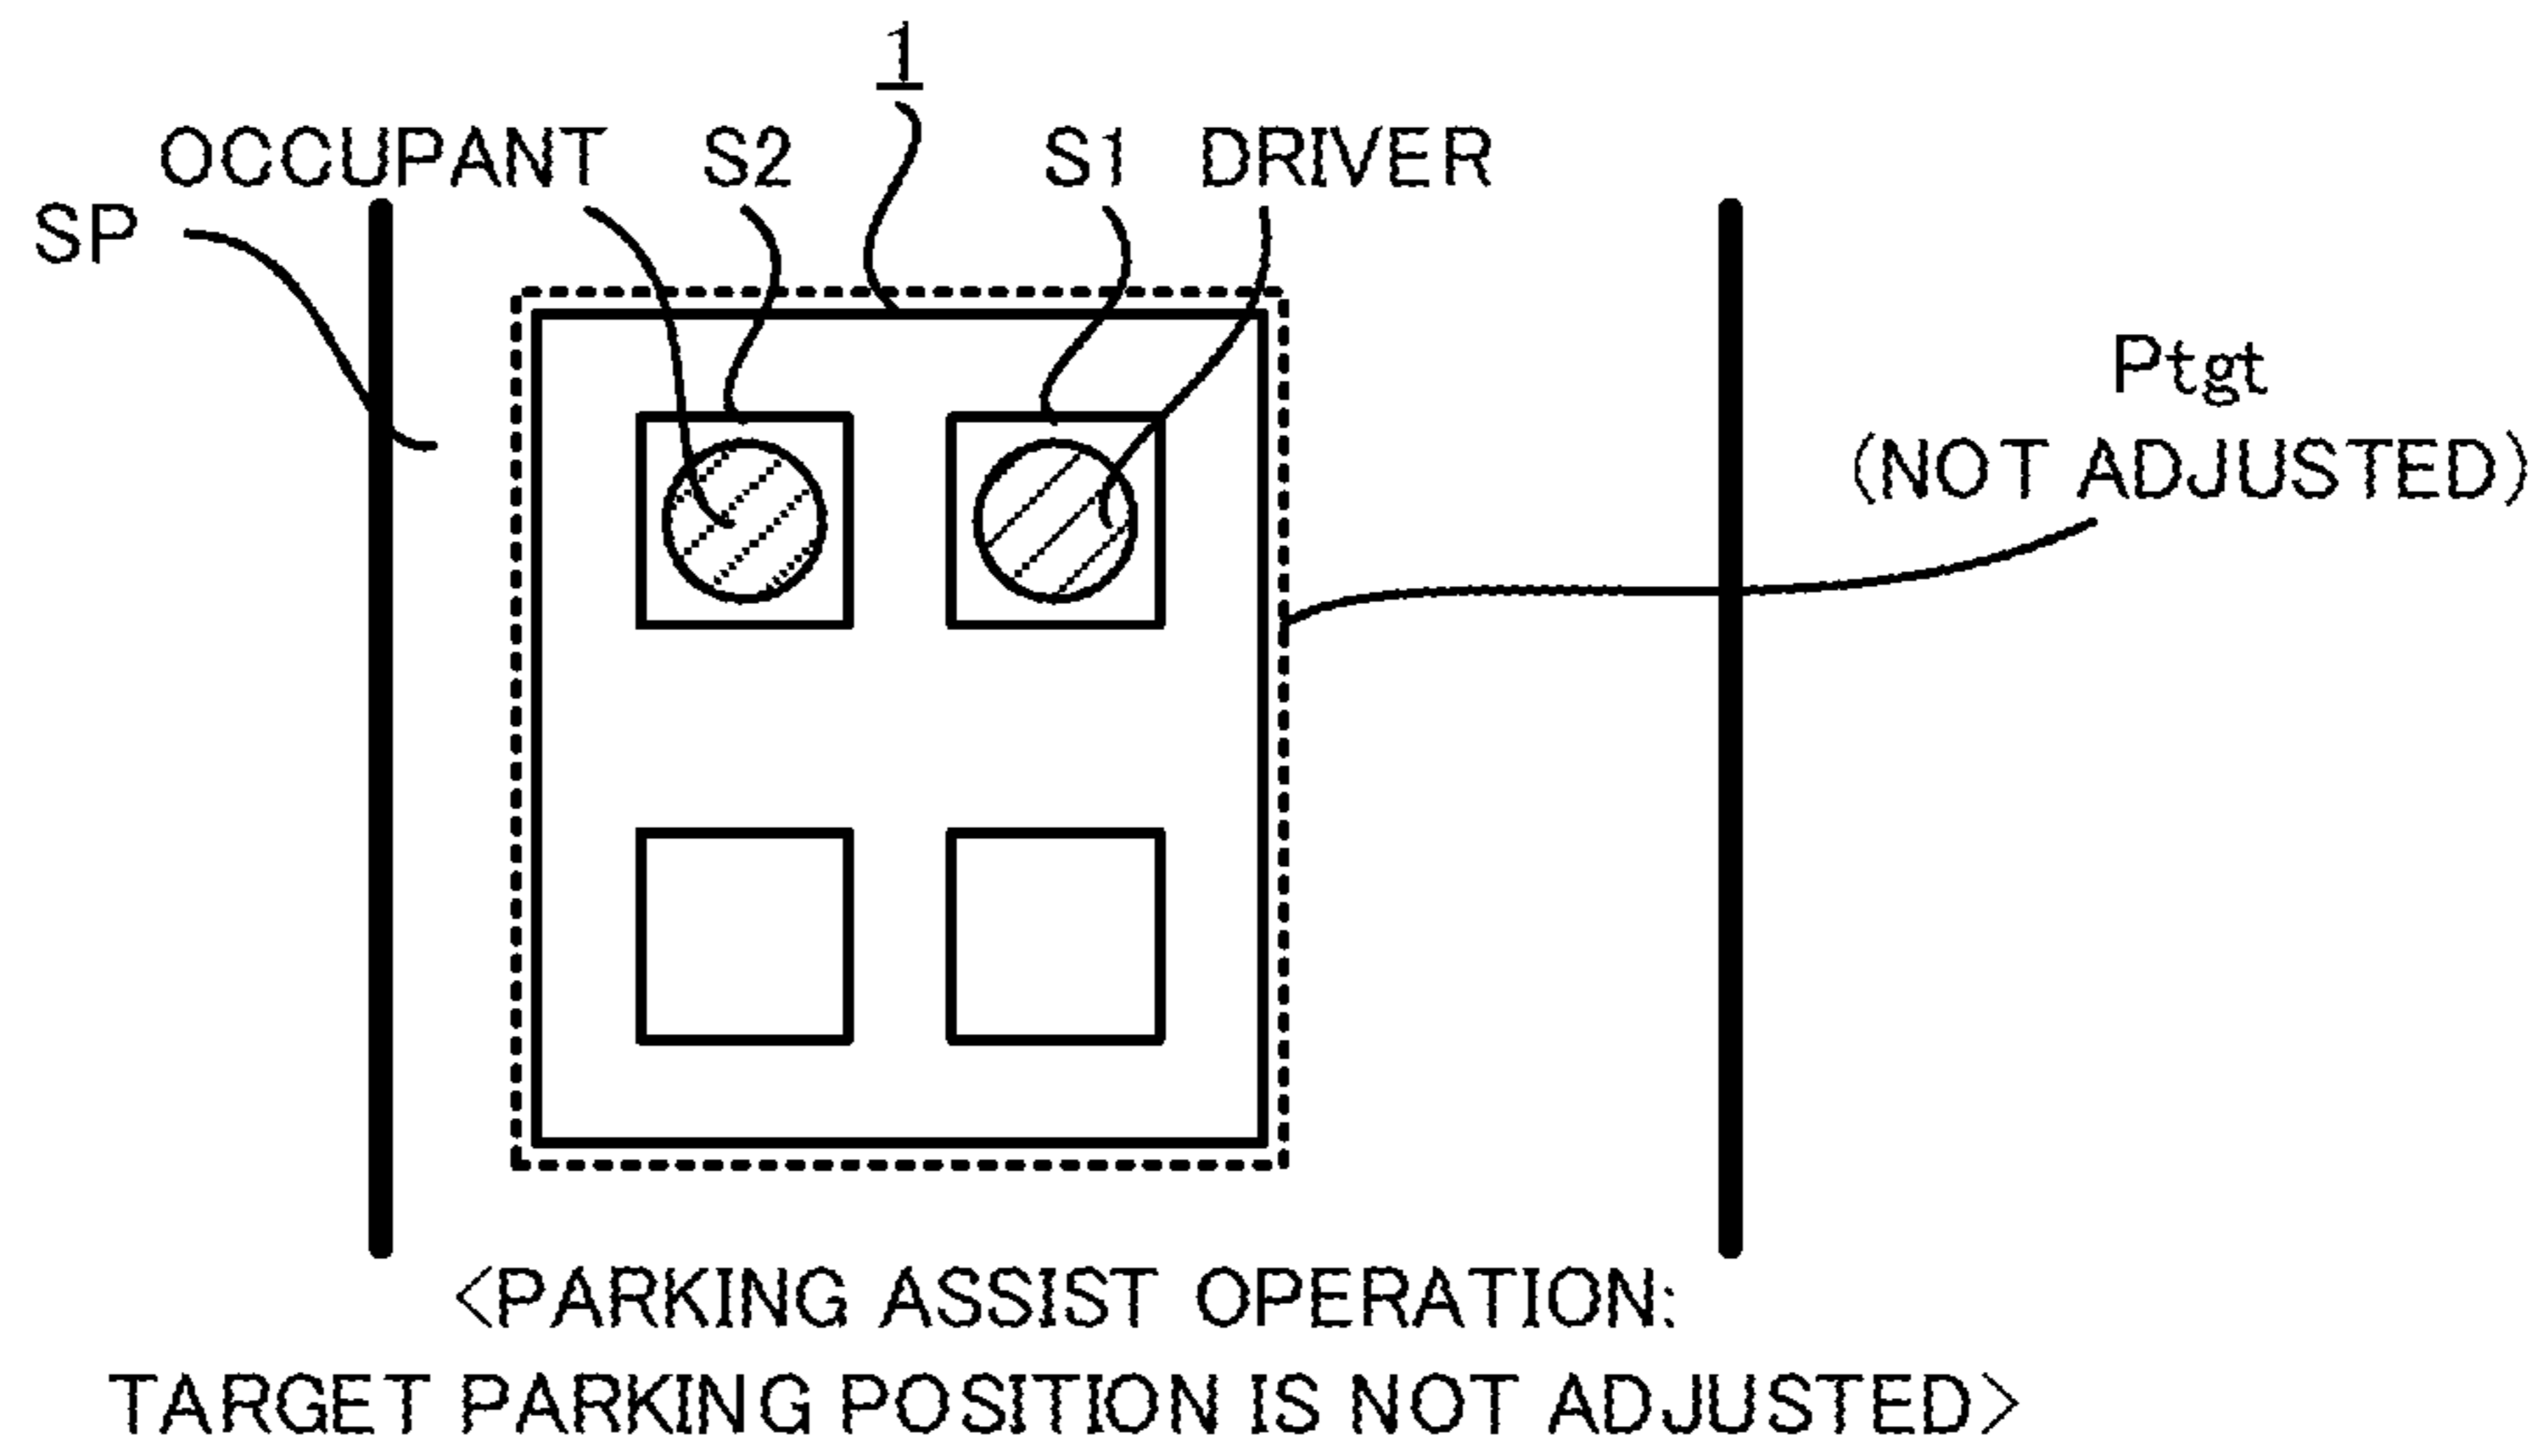 1
OCCUPANT S2 S1 DRIVER
SP
Ptgt
(NOT ADJUSTED)
<PARKING ASSIST OPERATION:
TARGET PARKING POSITION IS NOT ADJUSTED>